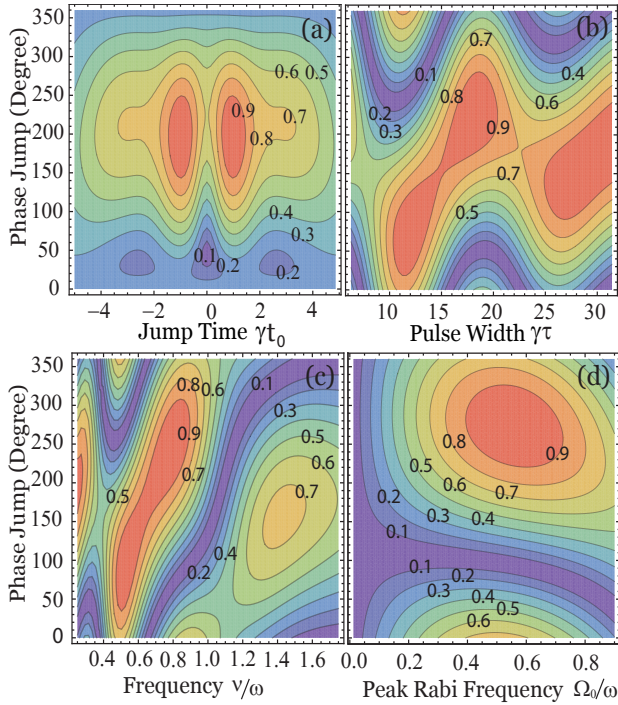 (a)
Phase Jump (Degree)
350
300
250
200
150
100
50
0
0.6 0.5
0.9 0.7
0.8
0.4
0.3
0.1
0.2 0.2
−4 −2 0 2 4
Jump Time γt0
(b)
0.7
0.1 0.4
0.2 0.8 0.6
0.3 0.9
0.7
0.5
10 15 20 25 30
Pulse Width γτ
(c)
Phase Jump (Degree)
350
300
250
200
150
100
50
0
0.8 0.6 0.1
0.3
0.9 0.5
0.7 0.6
0.5 0.7
0.4
0.2
0.4 0.6 0.8 1.0 1.2 1.4 1.6
Frequency ν/ω
(d)
0.8 0.9
0.5
0.2 0.6 0.7
0.3 0.4
0.1
0.1 0.2
0.3 0.4
0.5
0.6
0.0 0.2 0.4 0.6 0.8
Peak Rabi Frequency Ω0/ω